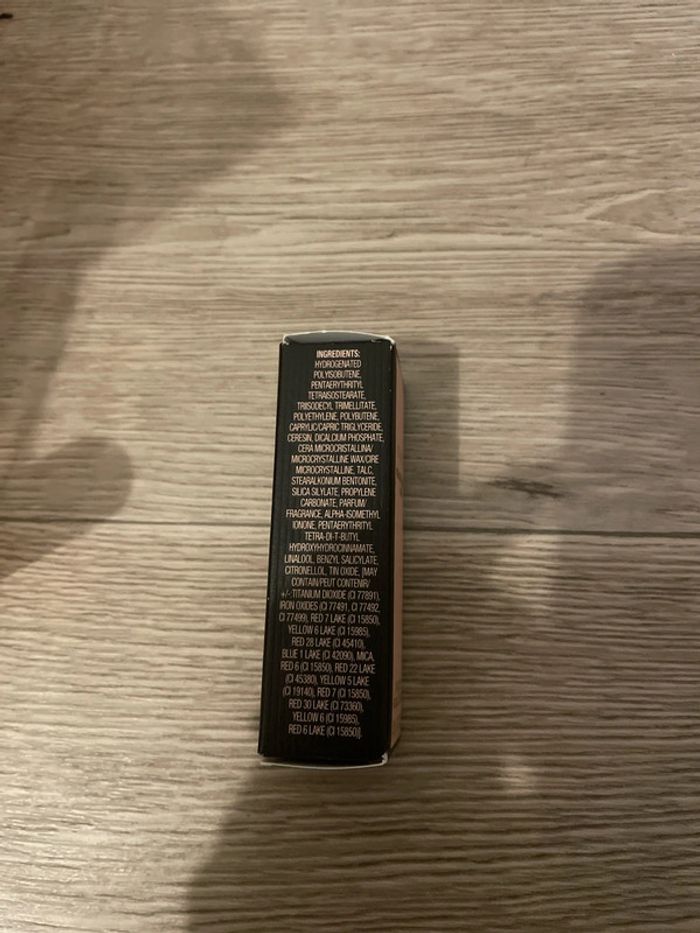 INGREDIENTS:
HYDROGENATED
POLYISOBUTENE,
PENTAERYTHRITYL
TETRAISOSTEARATE,
TRIISODECYL TRIMELLITATE,
POLYETHYLENE, POLYBUTENE,
CAPRYLIC/CAPRIC TRIGLYCERIDE,
CERESIN, DICALCIUM PHOSPHATE,
CERA MICROCRISTALLINA/
MICROCRYSTALLINE WAX/CIRE
MICROCRYSTALLINE, TALC,
STEARALKONIUM BENTONITE,
SILICA SILYLATE, PROPYLENE
CARBONATE, PARFUM/
FRAGRANCE, ALPHA-ISOMETHYL
IONONE, PENTAERYTHRITYL
TETRA-DI-T-BUTYL
HYDROXYHYDROCINNAMATE,
LINALOOL, BENZYL SALICYLATE,
CITRONELLOL, TIN OXIDE, [MAY
CONTAIN/PEUT CONTENIR/
+/-:TITANIUM DIOXIDE (CI 77891),
IRON OXIDES (CI 77491, CI 77492,
CI 77499), RED 7 LAKE (CI 15850),
YELLOW 6 LAKE (CI 15985),
RED 28 LAKE (CI 45410),
BLUE 1 LAKE (CI 42090), MICA,
RED 6 (CI 15850), RED 22 LAKE
(CI 45380), YELLOW 5 LAKE
(CI 19140), RED 7 (CI 15850),
RED 30 LAKE (CI 73360),
YELLOW 6 (CI 15985),
RED 6 LAKE (CI 15850)].